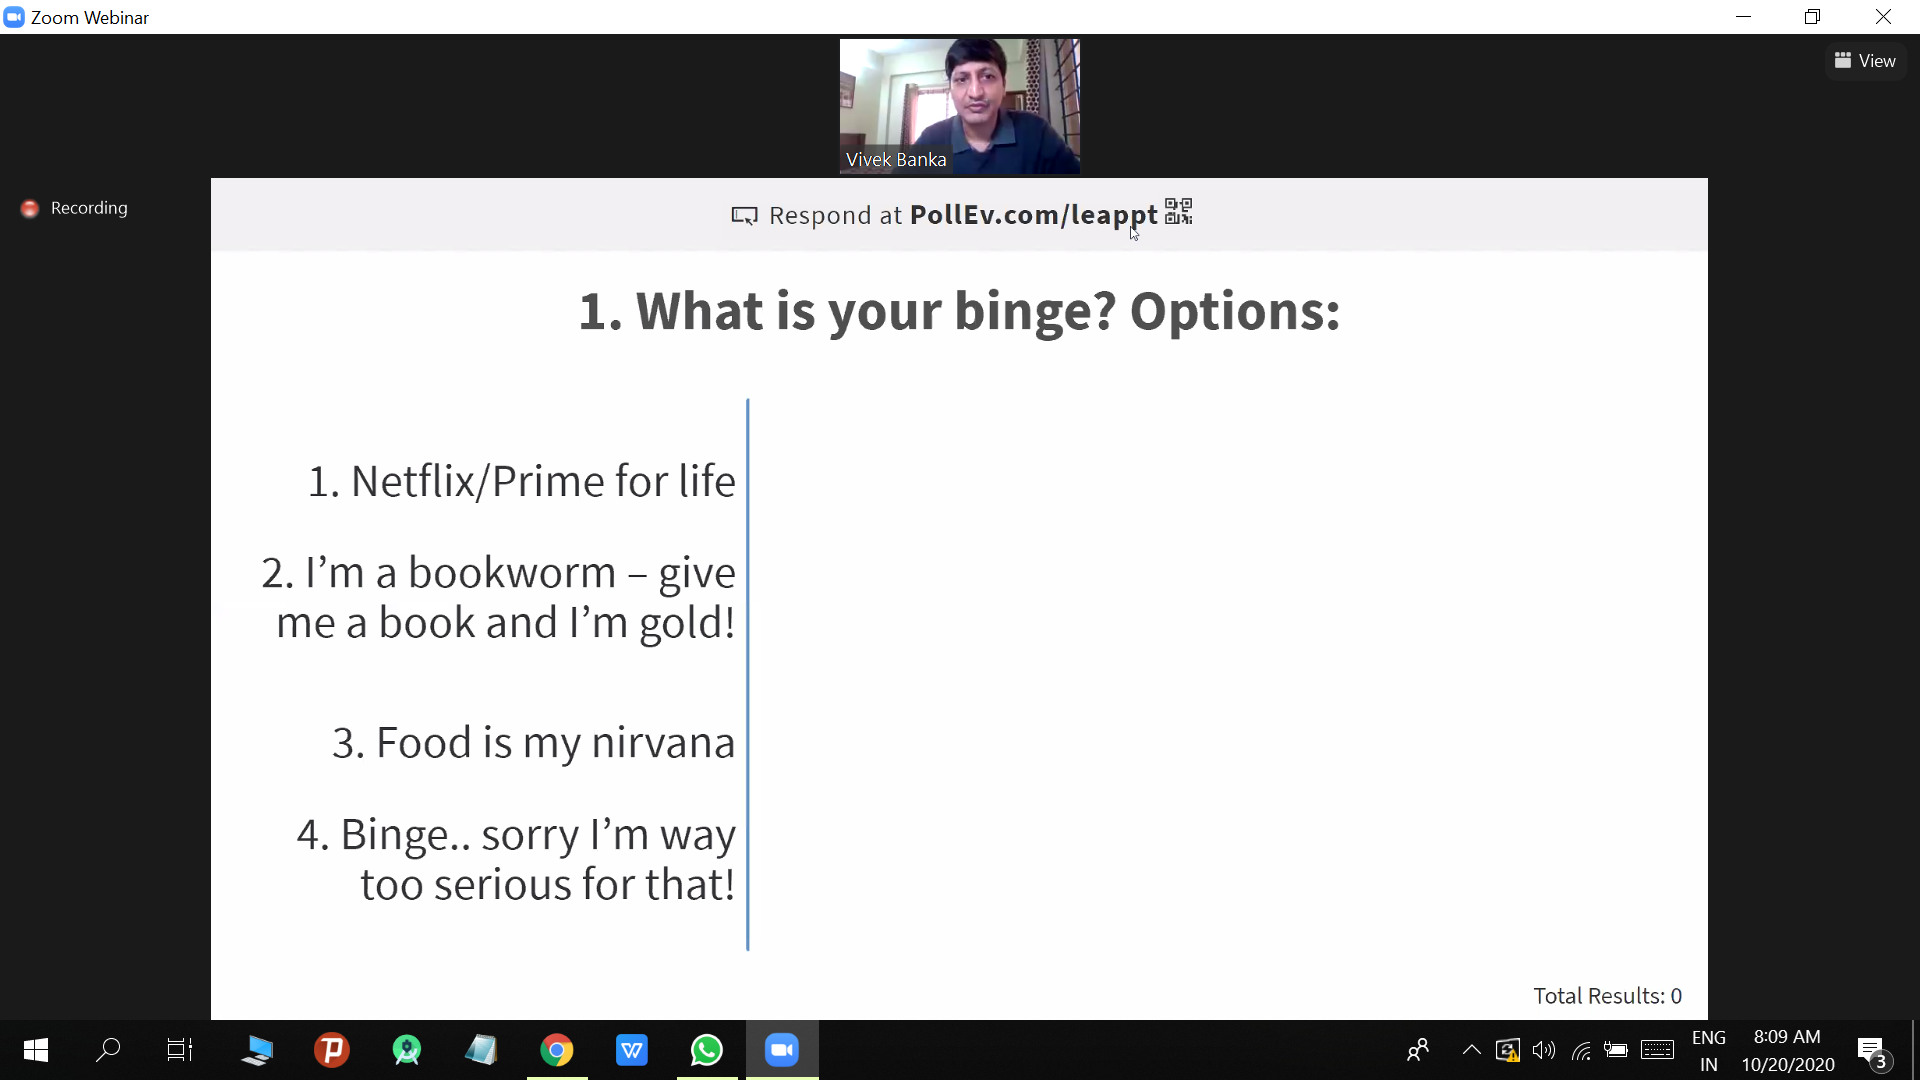 Zoom Webinar
View
Vivek Banka
Recording
Respond at PollEv.com/leappt
1. What is your binge? Options:
1. Netflix/Prime for life
2. I’m a bookworm – give
me a book and I’m gold!
3. Food is my nirvana
4. Binge.. sorry I’m way
too serious for that!
Total Results: 0
ENG
IN
8:09 AM
10/20/2020
3